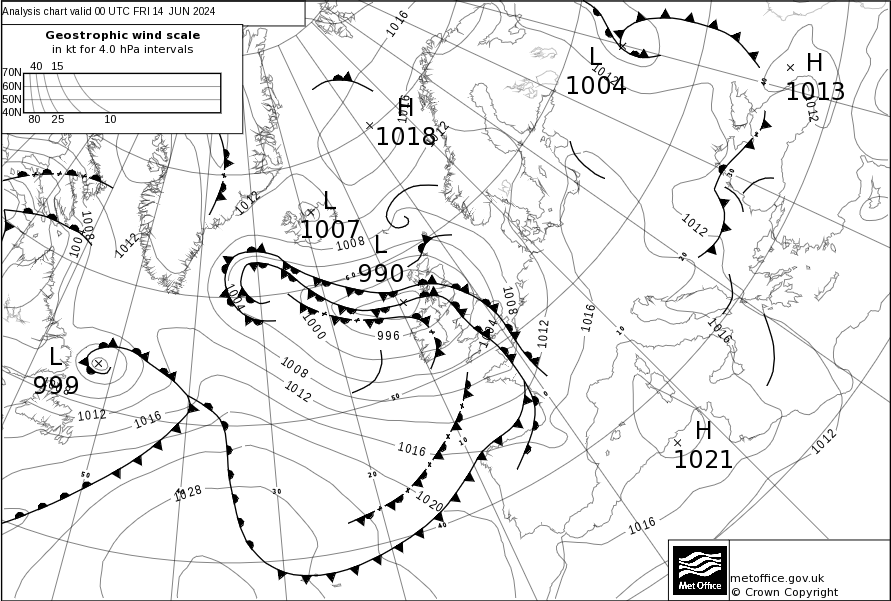 Analysis chart valid 00 UTC FRI 14 JUN 2024
Geostrophic wind scale
in kt for 4.0 hPa intervals
40 15
70N
60N
50N
40N
80 25 10
1016
L
1004
1012
H
1013
1012
H
1018
1016
1012
1012
L
1007
1008
1012
1008
1012
L
990
60
1004
1000
996
1008
1004
1012
1016
1016
10
20
30
40
L
999
1008
1012
50
1012
1016
1016
10
0
H
1021
1012
50
1028
30
20
1020
40
1016
Met Office
metoffice.gov.uk
© Crown Copyright